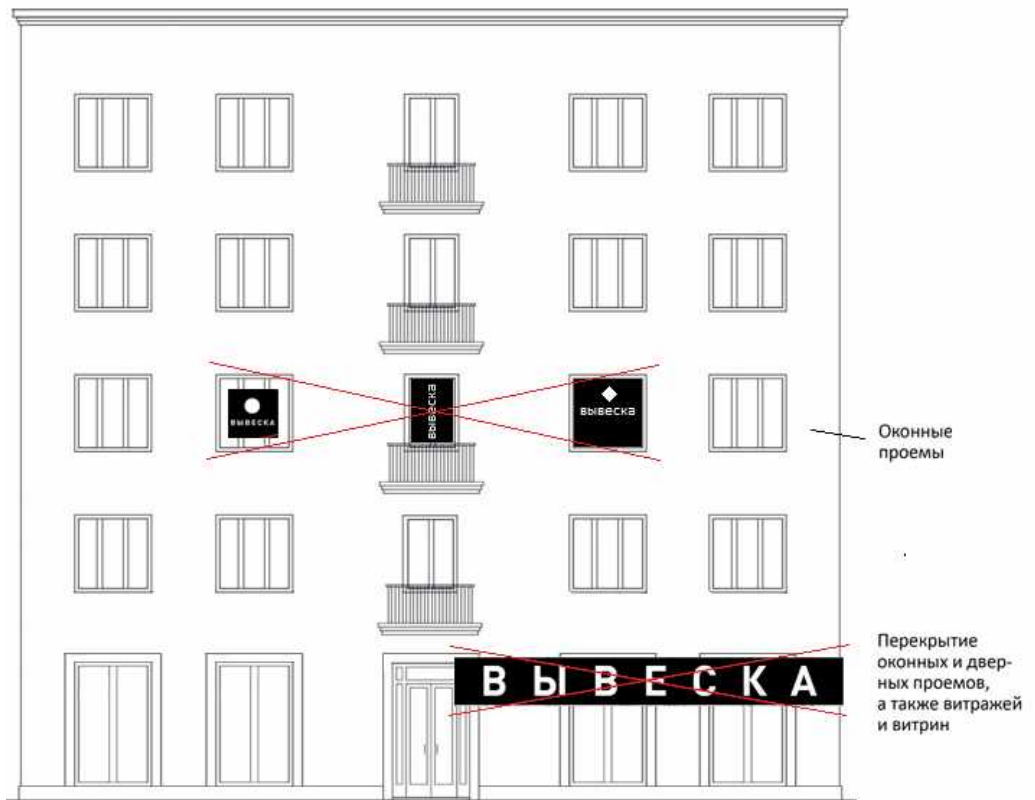 ВЫВЕСКА
вывеска
вывеска
Оконные
проемы
ВЫВЕСКА
Перекрытие
оконных и двер-
ных проемов,
а также витражей
и витрин